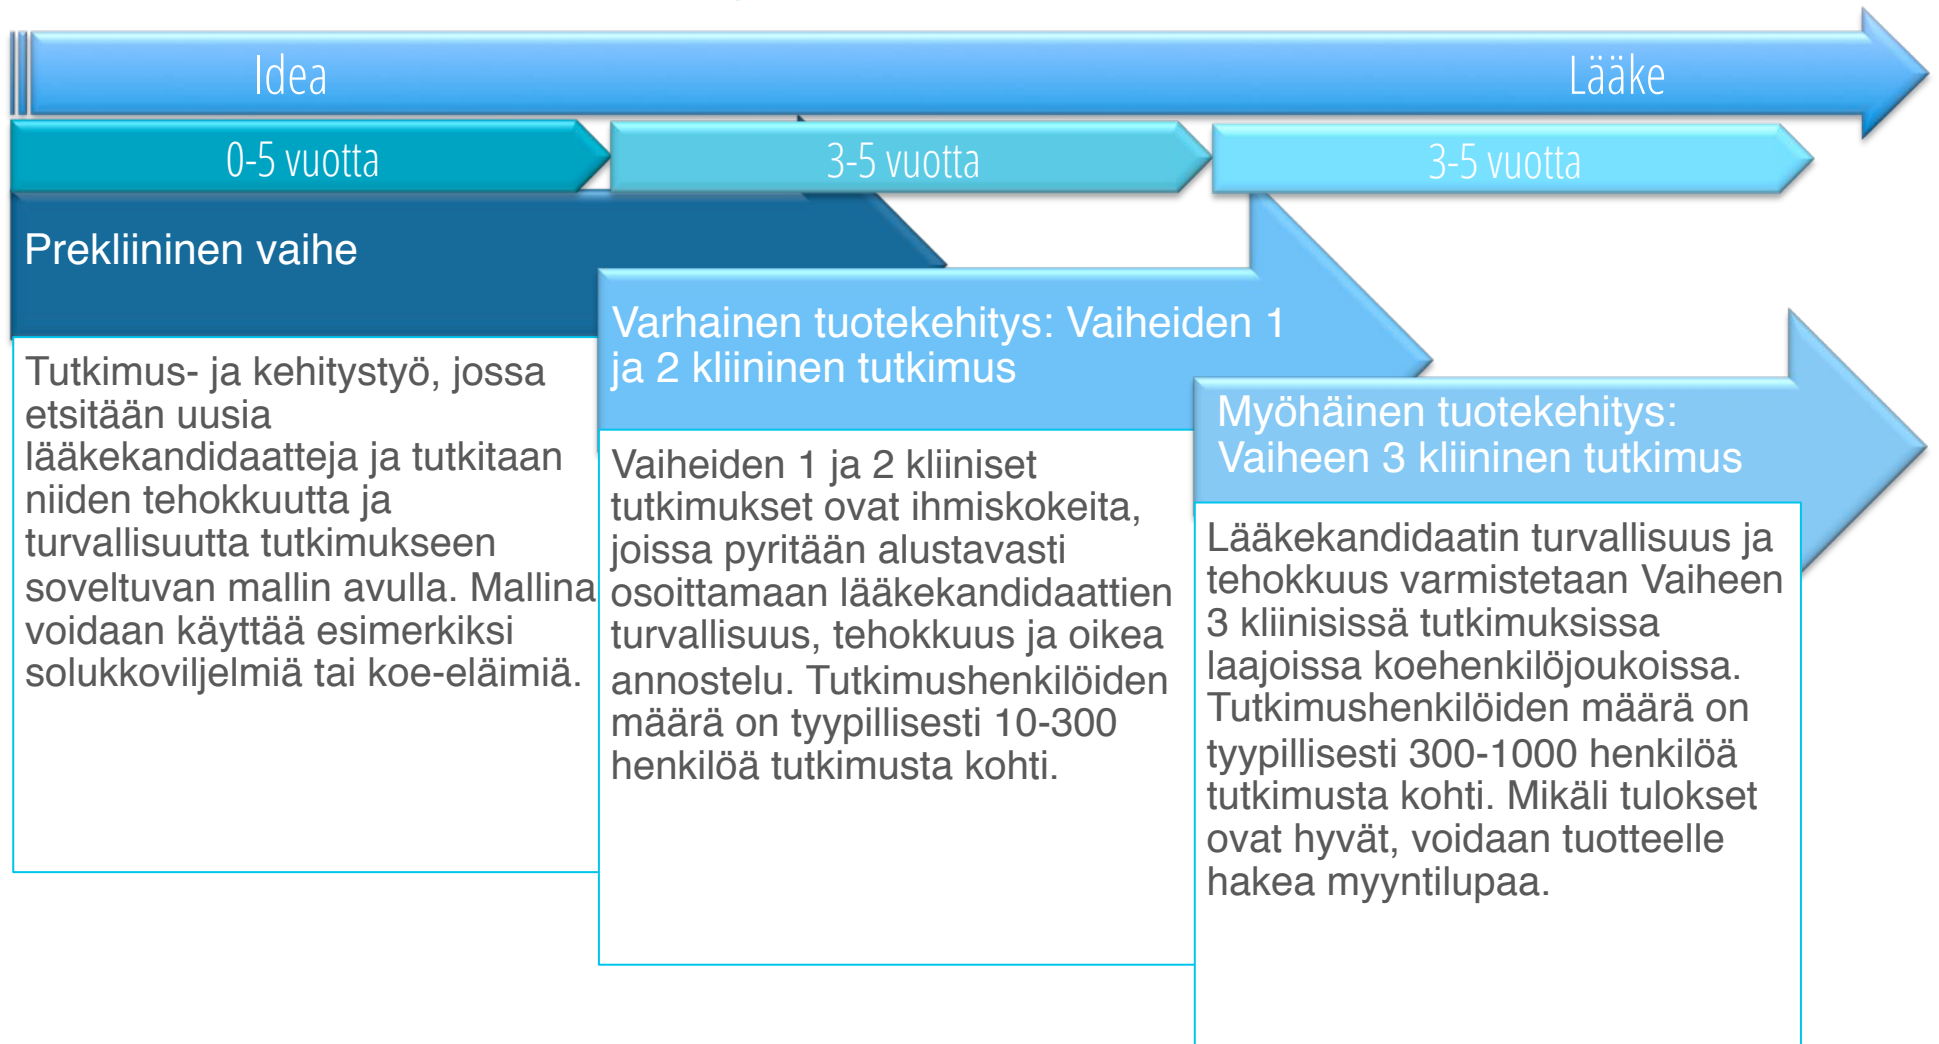 Idea
Lääke
0-5 vuotta
3-5 vuotta
3-5 vuotta
Prekliininen vaihe
Tutkimus- ja kehitystyö, jossa
etsitään uusia
lääkekandidaatteja ja tutkitaan
niiden tehokkuutta ja
turvallisuutta tutkimukseen
soveltuvan mallin avulla. Mallina
voidaan käyttää esimerkiksi
solukkoviljelmiä tai koe-eläimiä.
Varhainen tuotekehitys: Vaiheiden 1
ja 2 kliininen tutkimus
Vaiheiden 1 ja 2 kliiniset
tutkimukset ovat ihmiskokeita,
joissa pyritään alustavasti
osoittamaan lääkekandidaattien
turvallisuus, tehokkuus ja oikea
annostelu. Tutkimushenkilöiden
määrä on tyypillisesti 10-300
henkilöä tutkimusta kohti.
Myöhäinen tuotekehitys:
Vaiheen 3 kliininen tutkimus
Lääkekandidaatin turvallisuus ja
tehokkuus varmistetaan Vaiheen
3 kliinisissä tutkimuksissa
laajoissa koehenkilöjoukoissa.
Tutkimushenkilöiden määrä on
tyypillisesti 300-1000 henkilöä
tutkimusta kohti. Mikäli tulokset
ovat hyvät, voidaan tuotteelle
hakea myyntilupaa.